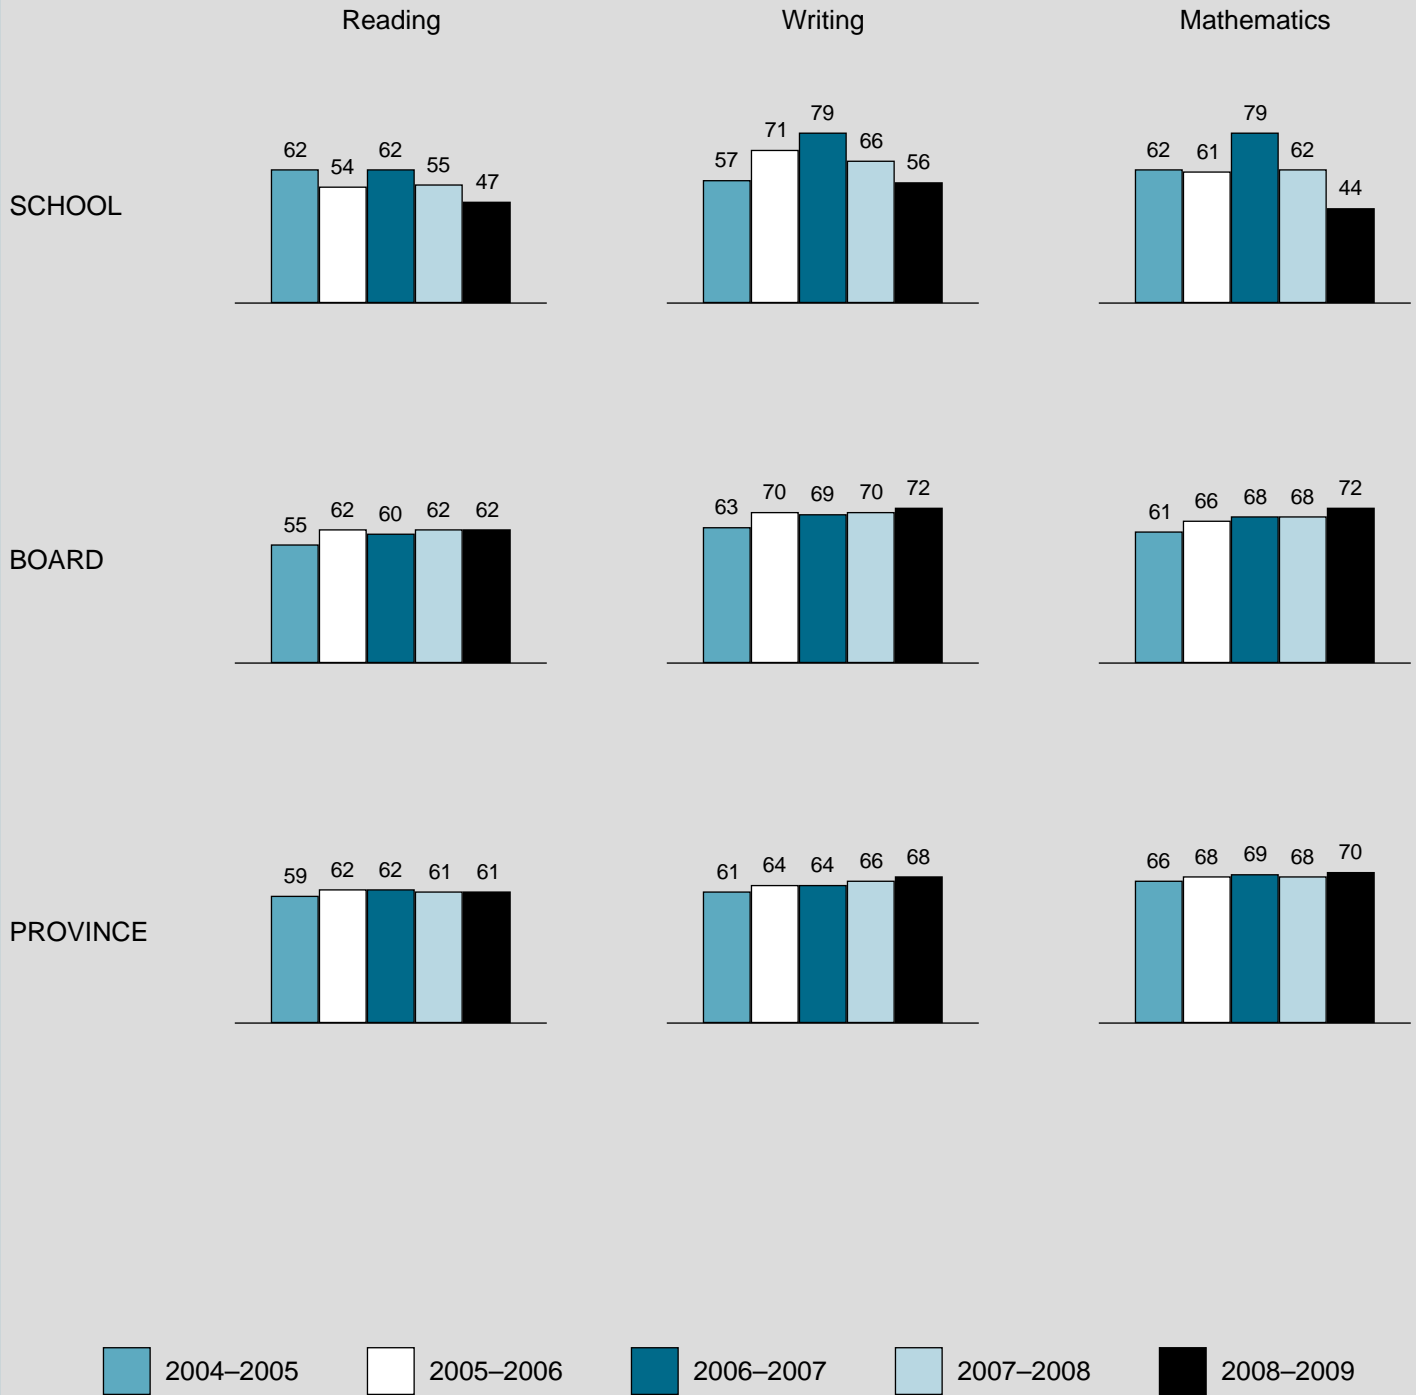 Reading Writing Mathematics
SCHOOL
62 54 62 55 47
57 71 79 66 56
62 61 79 62 44
BOARD
55 62 60 62 62
63 70 69 70 72
61 66 68 68 72
PROVINCE
59 62 62 61 61
61 64 64 66 68
66 68 69 68 70
2004–2005 2005–2006 2006–2007 2007–2008 2008–2009